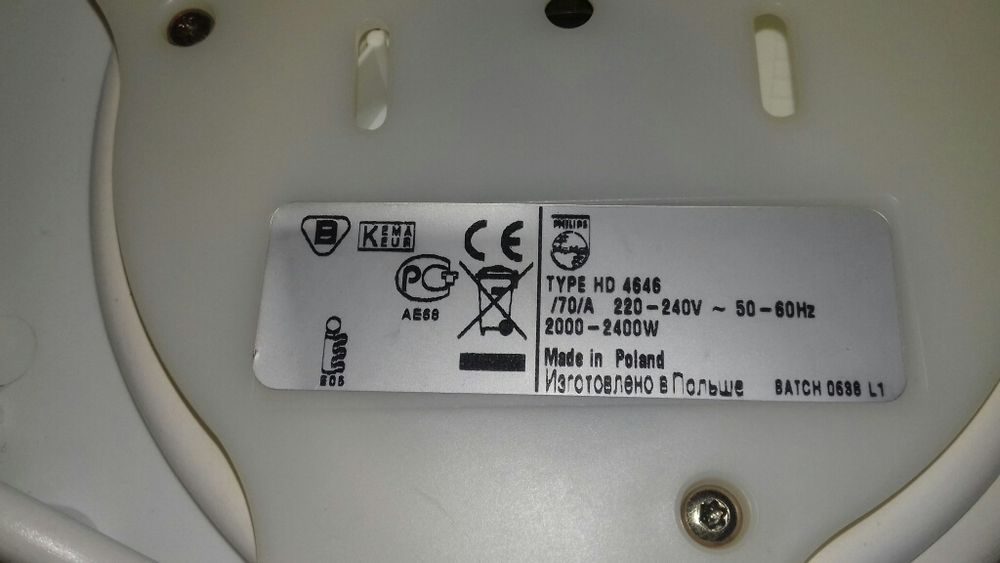 B
KEMA
KEUR
CE
PC
AE68
PHILIPS
TYPE HD 4646
/70/A 220-240V ~ 50-60Hz
2000-2400W
Made in Poland
Изготовлено в Польше
BATCH 0638 L1